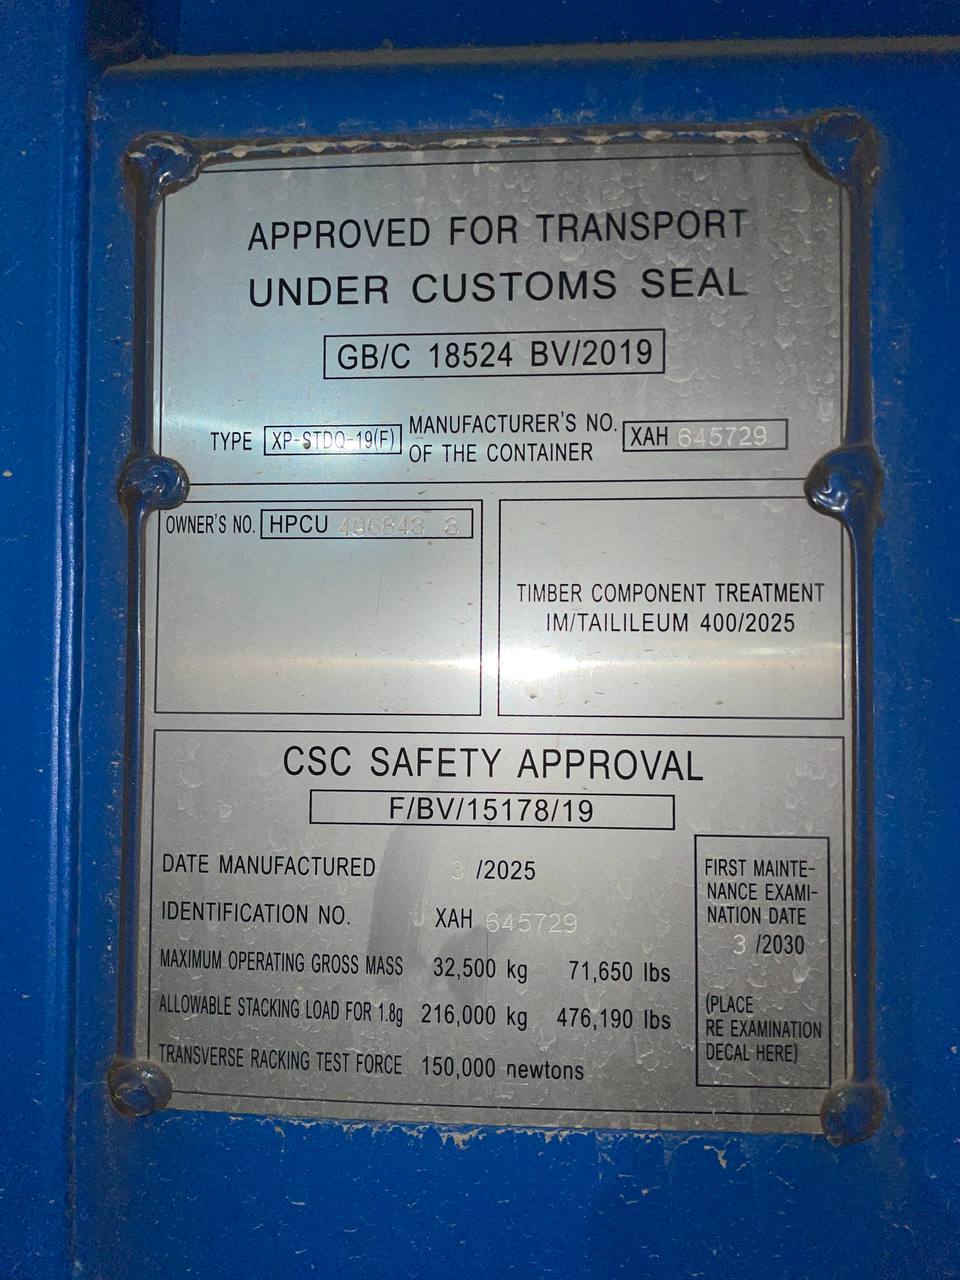 APPROVED FOR TRANSPORT
UNDER CUSTOMS SEAL
GB/C 18524 BV/2019
TYPE XP-STDQ-19(F) MANUFACTURER'S NO. OF THE CONTAINER XAH 645729
OWNER'S NO. HPCU 496843 3
TIMBER COMPONENT TREATMENT
IM/TAILILEUM 400/2025
CSC SAFETY APPROVAL
F/BV/15178/19
DATE MANUFACTURED 3 /2025
IDENTIFICATION NO. XAH 645729
MAXIMUM OPERATING GROSS MASS 32,500 kg 71,650 lbs
ALLOWABLE STACKING LOAD FOR 1.8g 216,000 kg 476,190 lbs
TRANSVERSE RACKING TEST FORCE 150,000 newtons
FIRST MAINTE-
NANCE EXAMI-
NATION DATE
3 /2030
(PLACE
RE EXAMINATION
DECAL HERE)